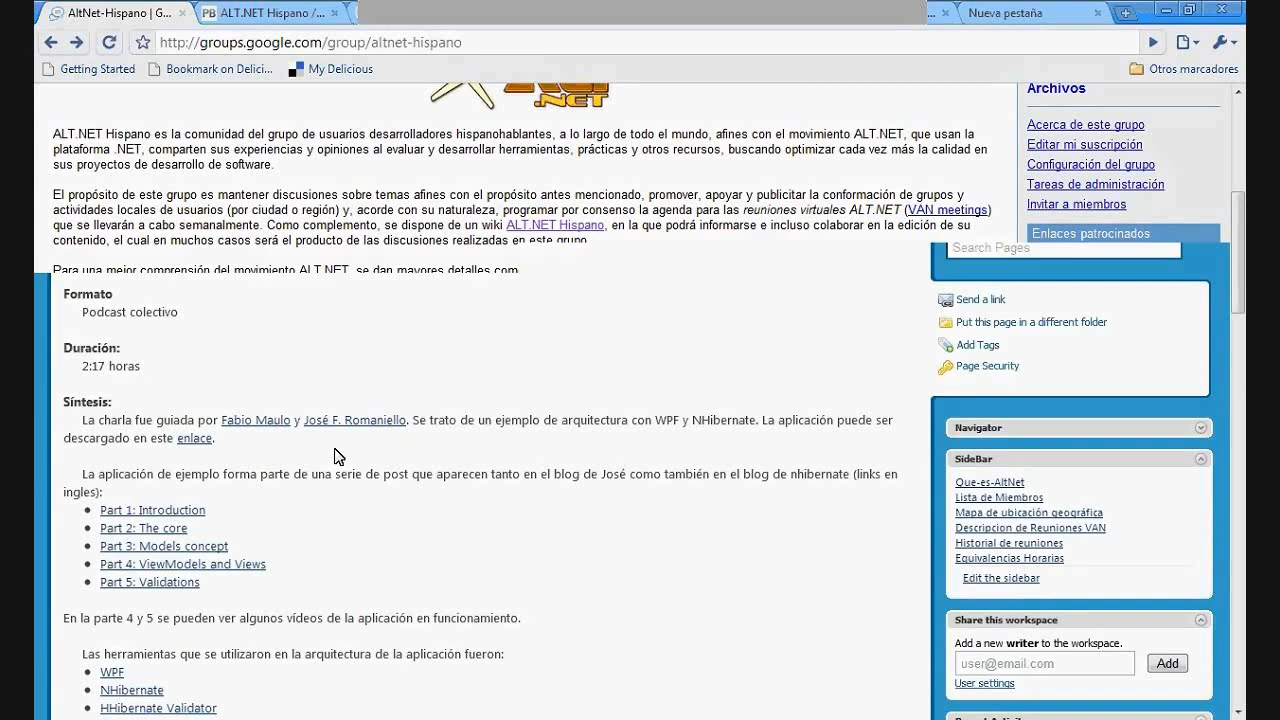 AltNet-Hispano | G...
ALT.NET Hispano /...
...
Nueva pestaña
http://groups.google.com/group/altnet-hispano
Getting Started
Bookmark on Delici...
My Delicious
Otros marcadores
.NET
ALT.NET Hispano es la comunidad del grupo de usuarios desarrolladores hispanohablantes, a lo largo de todo el mundo, afines con el movimiento ALT.NET, que usan la
plataforma .NET, comparten sus experiencias y opiniones al evaluar y desarrollar herramientas, prácticas y otros recursos, buscando optimizar cada vez más la calidad en
sus proyectos de desarrollo de software.
El propósito de este grupo es mantener discusiones sobre temas afines con el propósito antes mencionado, promover, apoyar y publicitar la conformación de grupos y
actividades locales de usuarios (por ciudad o región) y, acorde con su naturaleza, programar por consenso la agenda para las reuniones virtuales ALT.NET (VAN meetings)
que se llevarán a cabo semanalmente. Como complemento, se dispone de un wiki ALT.NET Hispano, en la que podrá informarse e incluso colaborar en la edición de su
contenido, el cual en muchos casos será el producto de las discusiones realizadas en este grupo
Para una mejor comprensión del movimiento ALT.NET, se dan mayores detalles com
Archivos
Acerca de este grupo
Editar mi suscripción
Configuración del grupo
Tareas de administración
Invitar a miembros
Enlaces patrocinados
Search Pages
Formato
Podcast colectivo
Duración:
2:17 horas
Síntesis:
La charla fue guiada por Fabio Maulo y José F. Romaniello. Se trato de un ejemplo de arquitectura con WPF y NHibernate. La aplicación puede ser
descargado en este enlace.
La aplicación de ejemplo forma parte de una serie de post que aparecen tanto en el blog de José como también en el blog de nhibernate (links en
ingles):
Part 1: Introduction
Part 2: The core
Part 3: Models concept
Part 4: ViewModels and Views
Part 5: Validations
En la parte 4 y 5 se pueden ver algunos vídeos de la aplicación en funcionamiento.
Las herramientas que se utilizaron en la arquitectura de la aplicación fueron:
WPF
NHibernate
HHibernate Validator
Send a link
Put this page in a different folder
Add Tags
Page Security
Navigator
SideBar
Que-es-AltNet
Lista de Miembros
Mapa de ubicación geográfica
Descripcion de Reuniones VAN
Historial de reuniones
Equivalencias Horarias
Edit the sidebar
Share this workspace
Add a new writer to the workspace.
user@email.com
Add
User settings